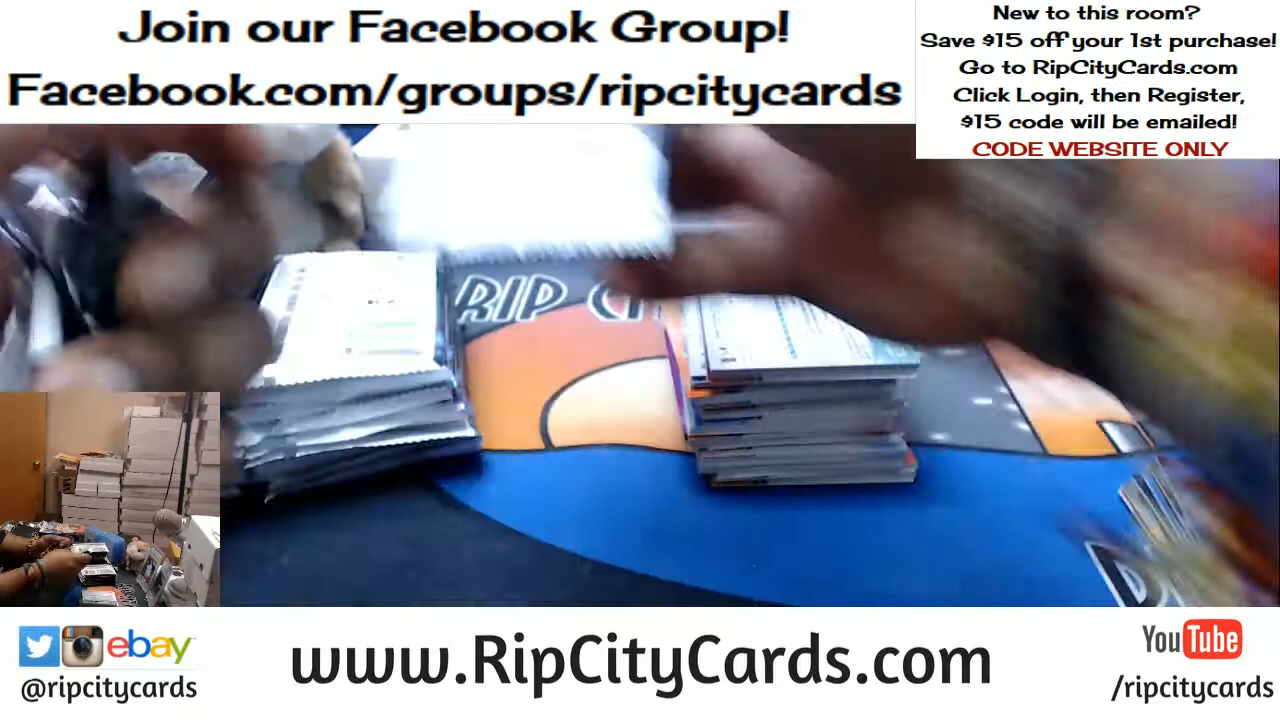 Join our Facebook Group!
Facebook.com/groups/ripcitycards
New to this room?
Save $15 off your 1st purchase!
Go to RipCityCards.com
Click Login, then Register,
$15 code will be emailed!
CODE WEBSITE ONLY
RIP
ebay
@ripcitycards
www.RipCityCards.com
YouTube
/ripcitycards